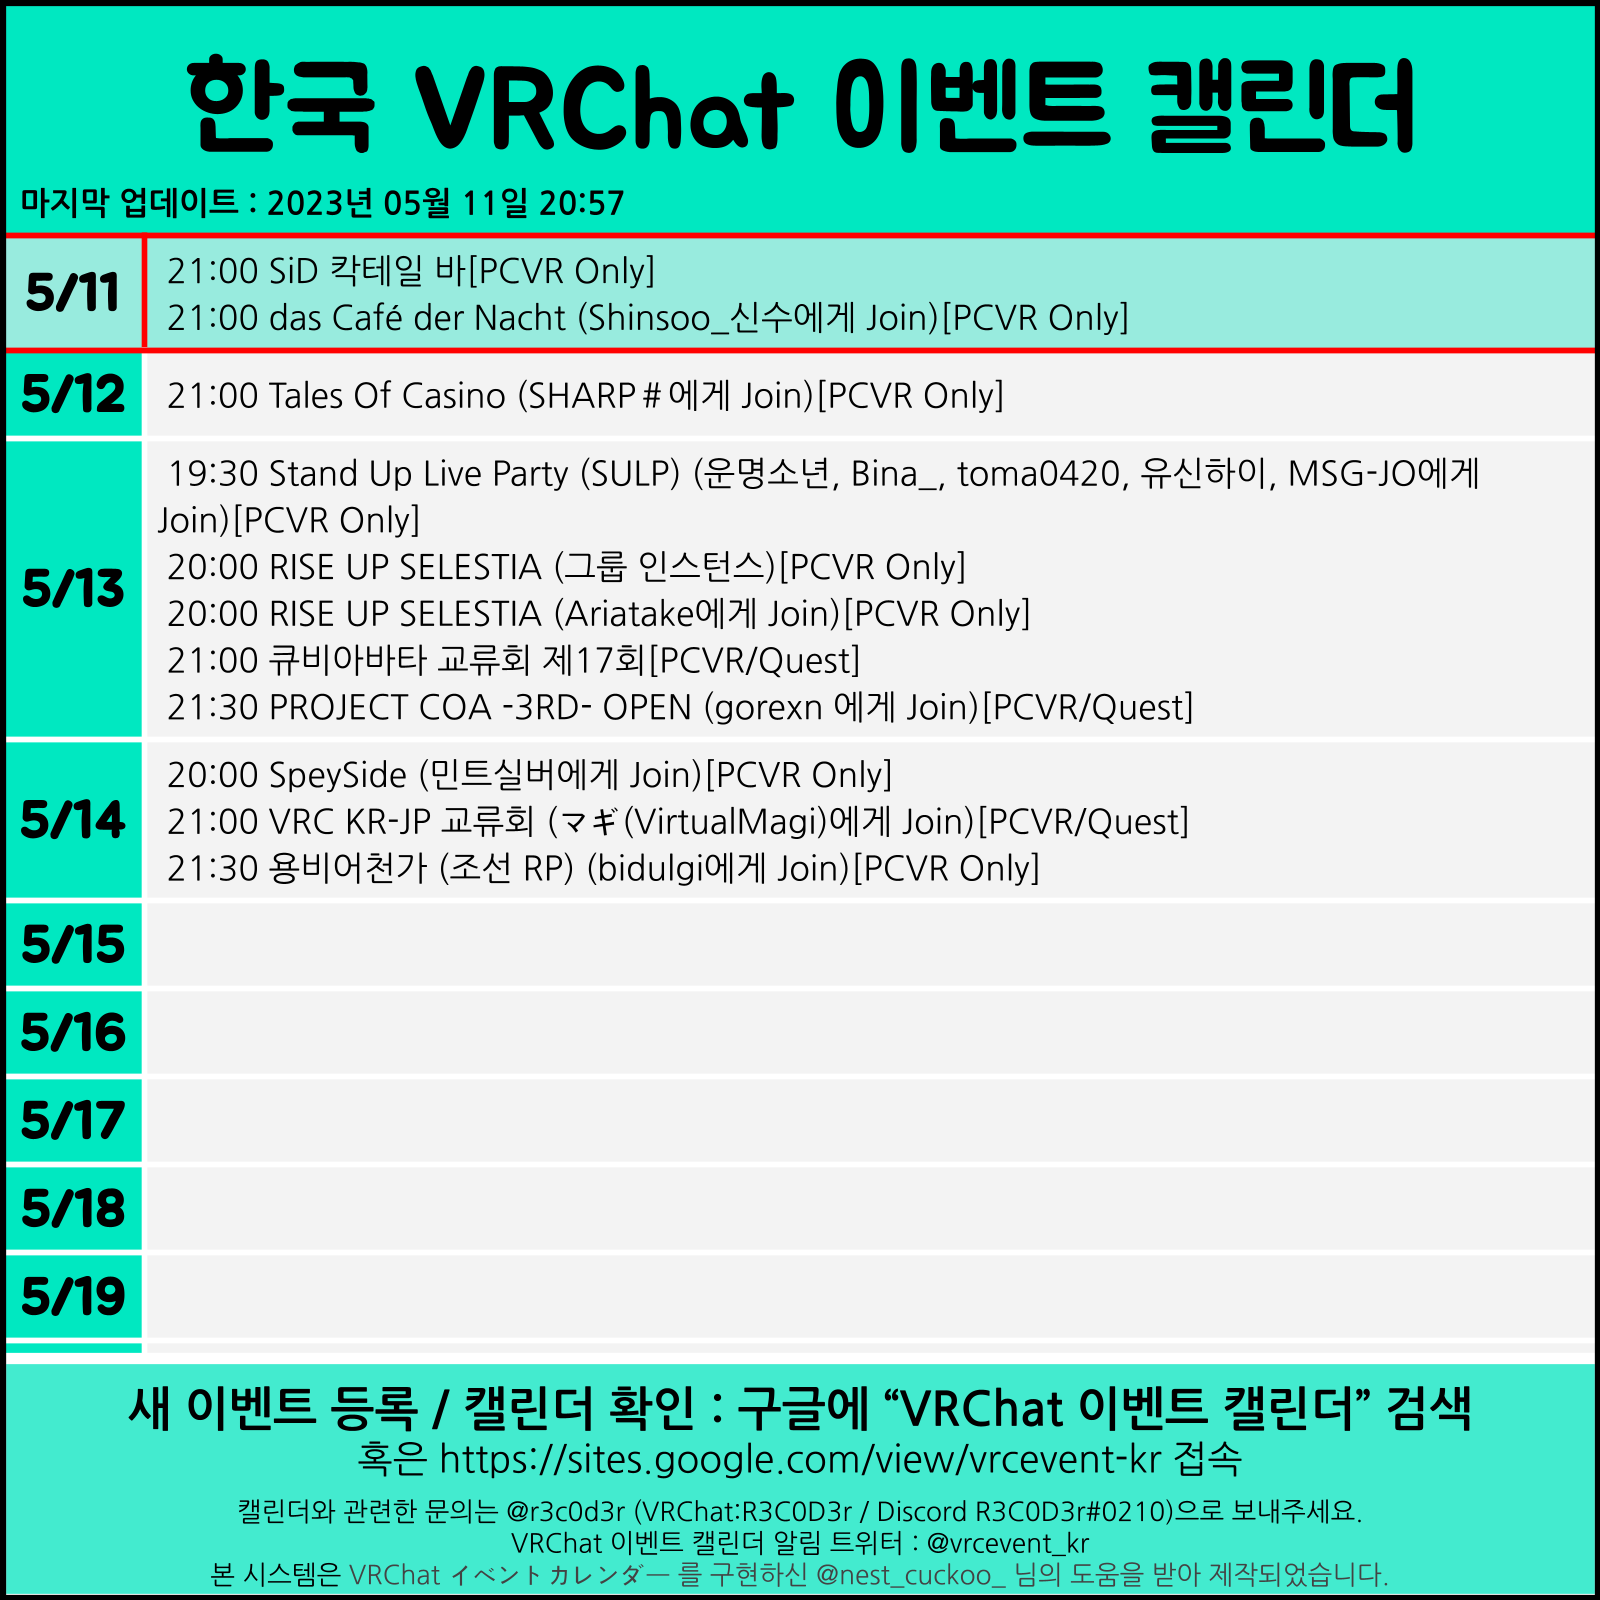 한국 VRChat 이벤트 캘린더
마지막 업데이트 : 2023년 05월 11일 20:57
5/11
21:00 SiD 칵테일 바[PCVR Only]
21:00 das Café der Nacht (Shinsoo_신수에게 Join)[PCVR Only]
5/12
21:00 Tales Of Casino (SHARP＃에게 Join)[PCVR Only]
5/13
19:30 Stand Up Live Party (SULP) (운명소년, Bina_, toma0420, 유신하이, MSG-JO에게
Join)[PCVR Only]
20:00 RISE UP SELESTIA (그룹 인스턴스)[PCVR Only]
20:00 RISE UP SELESTIA (Ariatake에게 Join)[PCVR Only]
21:00 큐비아바타 교류회 제17회[PCVR/Quest]
21:30 PROJECT COA -3RD- OPEN (gorexn 에게 Join)[PCVR/Quest]
5/14
20:00 SpeySide (민트실버에게 Join)[PCVR Only]
21:00 VRC KR-JP 교류회 (マギ(VirtualMagi)에게 Join)[PCVR/Quest]
21:30 용비어천가 (조선 RP) (bidulgi에게 Join)[PCVR Only]
5/15
5/16
5/17
5/18
5/19
새 이벤트 등록 / 캘린더 확인 : 구글에 “VRChat 이벤트 캘린더” 검색
혹은 https://sites.google.com/view/vrcevent-kr 접속
캘린더와 관련한 문의는 @r3c0d3r (VRChat:R3C0D3r / Discord R3C0D3r#0210)으로 보내주세요.
VRChat 이벤트 캘린더 알림 트위터 : @vrcevent_kr
본 시스템은 VRChat イベントカレンダー 를 구현하신 @nest_cuckoo_ 님의 도움을 받아 제작되었습니다.